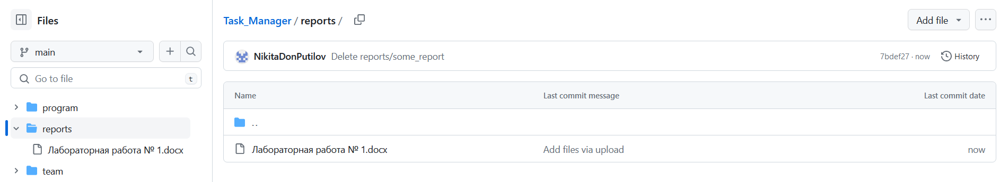 Files
main
Go to file
t
program
reports
Лабораторная работа № 1.docx
team
Task_Manager / reports /
Add file
NikitaDonPutilov Delete reports/some_report
7bdef27 · now
History
Name Last commit message Last commit date
..
Лабораторная работа № 1.docx Add files via upload now